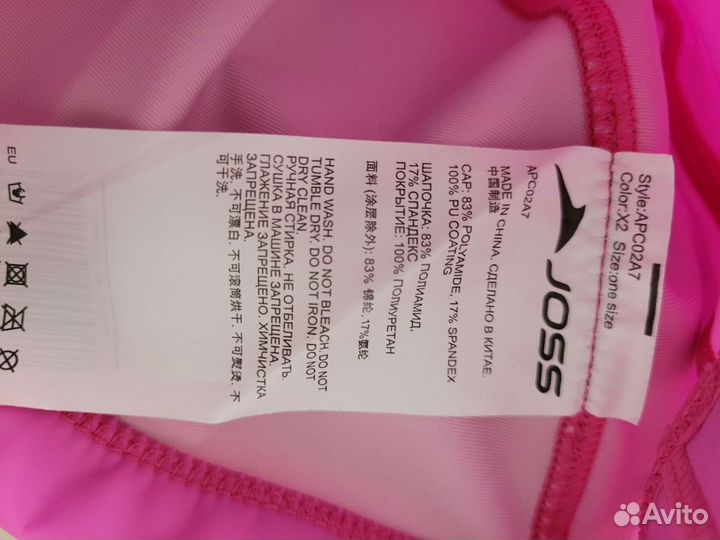 Style:APC02A7
Color:X2 Size:one size
JOSS
APC02A7
MADE IN CHINA. СДЕЛАНО В КИТАЕ.
中国制造
CAP: 83% POLYAMIDE, 17% SPANDEX
100% PU COATING
ШАПОЧКА: 83% ПОЛИАМИД,
17% СПАНДЕКС
ПОКРЫТИЕ: 100% ПОЛИУРЕТАН
面料 (涂层除外): 83% 锦纶, 17%氨纶
HAND WASH. DO NOT BLEACH. DO NOT
TUMBLE DRY. DO NOT IRON. DO NOT
DRY CLEAN.
РУЧНАЯ СТИРКА. НЕ ОТБЕЛИВАТЬ.
СУШКА В МАШИНЕ ЗАПРЕЩЕНА.
ГЛАЖЕНИЕ ЗАПРЕЩЕНО. ХИМЧИСТКА
ЗАПРЕЩЕНА.
手洗. 不可漂白. 不可滚筒烘干. 不可熨烫. 不
可干洗.
EU
Avito